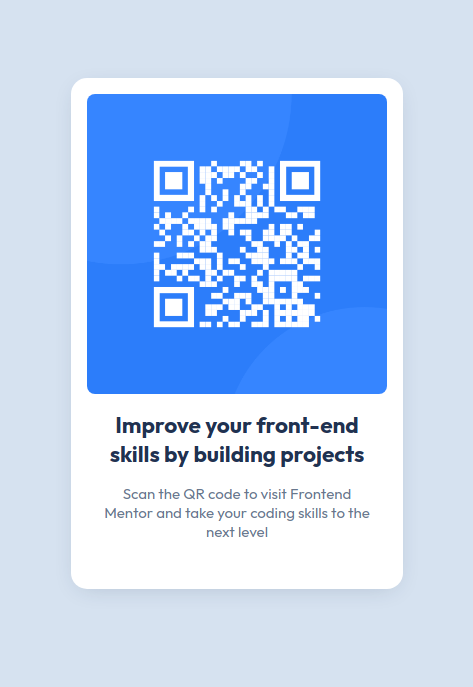 Improve your front-end
skills by building projects
Scan the QR code to visit Frontend
Mentor and take your coding skills to the
next level